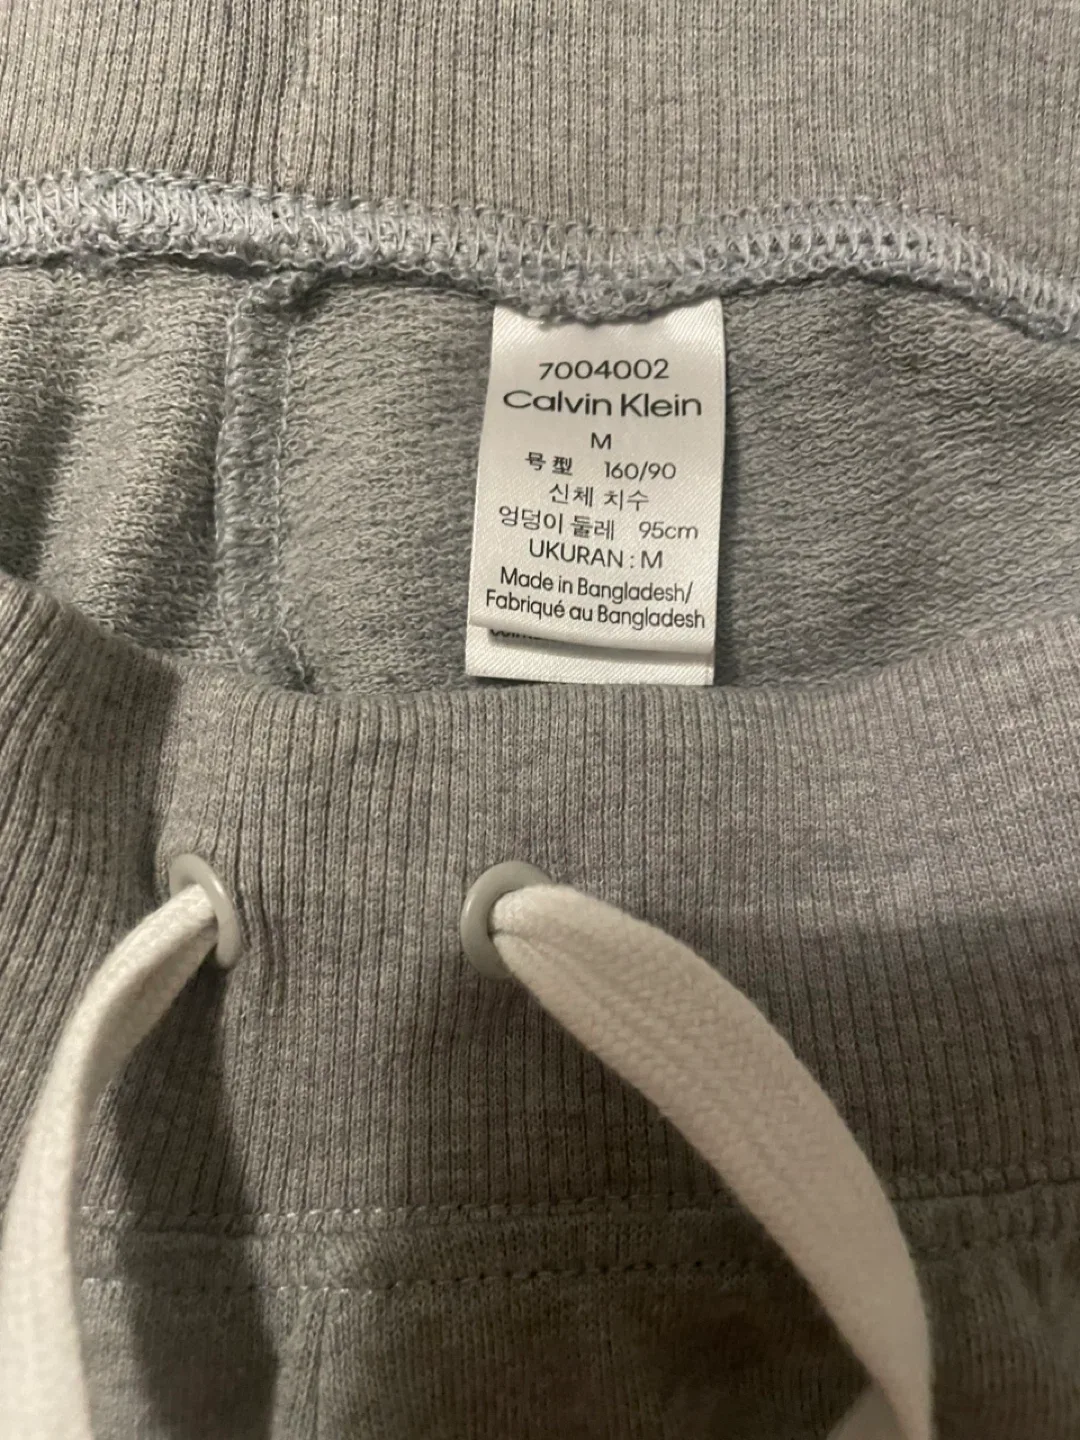 7004002
Calvin Klein
M
号型 160/90
신체 치수
엉덩이 둘레 95cm
UKURAN : M
Made in Bangladesh/
Fabriqué au Bangladesh